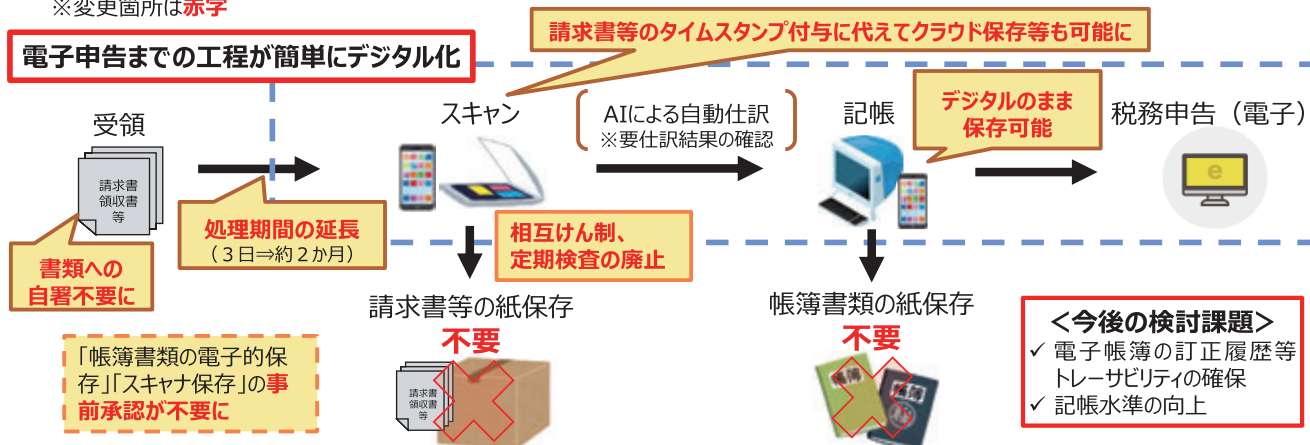 ※変更箇所は赤字
電子申告までの工程が簡単にデジタル化
請求書等のタイムスタンプ付与に代えてクラウド保存等も可能に
受領
請求書
領収書
等
書類への
自署不要に
処理期間の延長
（３日⇒約２か月）
スキャン
相互けん制、
定期検査の廃止
AIによる自動仕訳
※要仕訳結果の確認
記帳
デジタルのまま
保存可能
税務申告（電子）
e
請求書等の紙保存
不要
請求書
領収書
等
帳簿書類の紙保存
不要
帳簿
帳簿
「帳簿書類の電子的保
存」「スキャナ保存」の事
前承認が不要に
＜今後の検討課題＞
✓ 電子帳簿の訂正履歴等
トレーサビリティの確保
✓ 記帳水準の向上